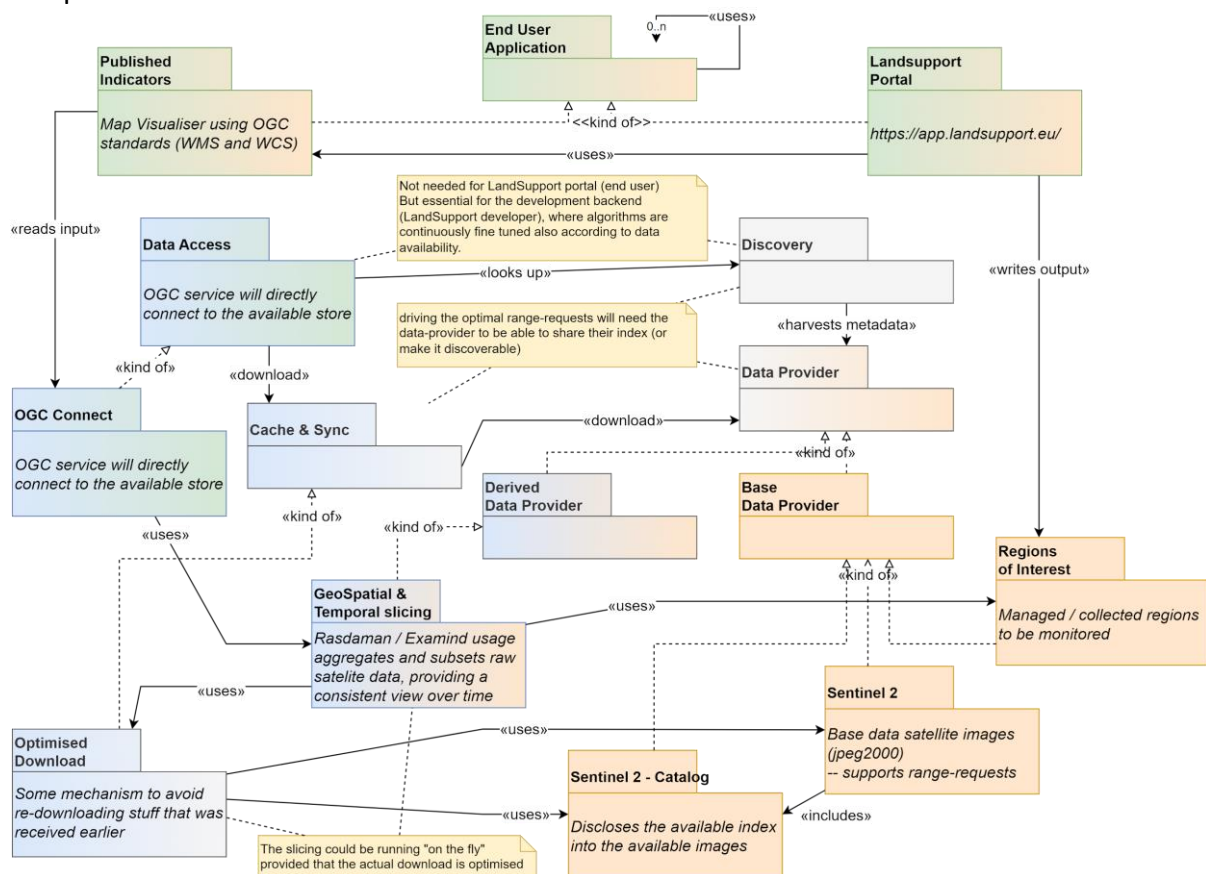 «uses»
0..n
End User
Application
Published
Indicators
Landsupport
Portal
Map Visualiser using OGC
standards (WMS and WCS)
<<kind of>>
https://app.landsupport.eu/
«uses»
Not needed for LandSupport portal (end user)
But essential for the development backend
(LandSupport developer), where algorithms are
continuously fine tuned also according to data
availability.
«reads input»
Data Access
Discovery
«looks up»
«writes output»
OGC service will directly
connect to the available store
driving the optimal range-requests will need the
data-provider to be able to share their index (or
make it discoverable)
«harvests metadata»
«kind of»
«download»
Data Provider
OGC Connect
Cache & Sync
«download»
OGC service will directly
connect to the available store
«kind of»
Derived
Data Provider
Base
Data Provider
«kind of»
«kind of»
«uses»
Regions
of Interest
«kind of»
GeoSpatial &
Temporal slicing
«uses»
Managed / collected regions
to be monitored
Rasdaman / Examind usage
aggregates and subsets raw
satelite data, providing a
consistent view over time
«uses»
Sentinel 2
Optimised
Download
«uses»
Base data satellite images
(jpeg2000)
-- supports range-requests
Sentinel 2 - Catalog
Some mechanism to avoid
re-downloading stuff that was
received earlier
«uses»
«includes»
Discloses the available index
into the available images
The slicing could be running "on the fly"
provided that the actual download is optimised